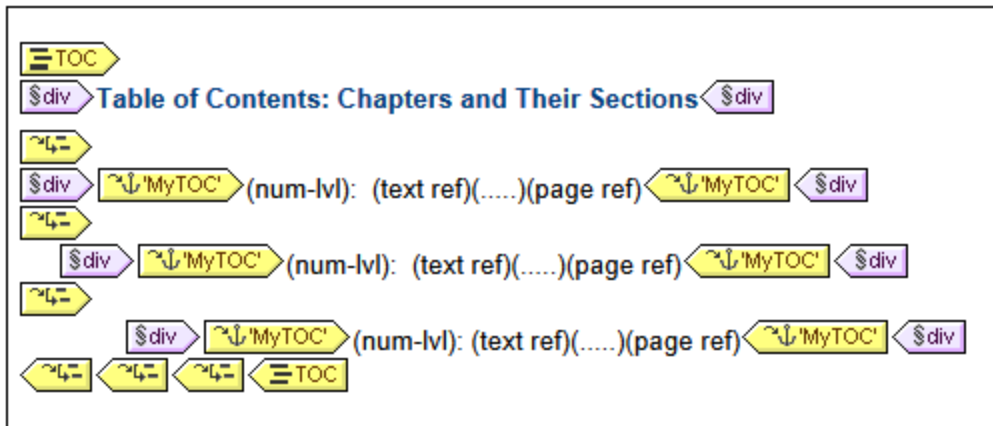 TOC
§div Table of Contents: Chapters and Their Sections §div
§div 'MyTOC' (num-lvl): (text ref)(.....)(page ref) 'MyTOC' §div
§div 'MyTOC' (num-lvl): (text ref)(.....)(page ref) 'MyTOC' §div
§div 'MyTOC' (num-lvl): (text ref)(.....)(page ref) 'MyTOC' §div
TOC